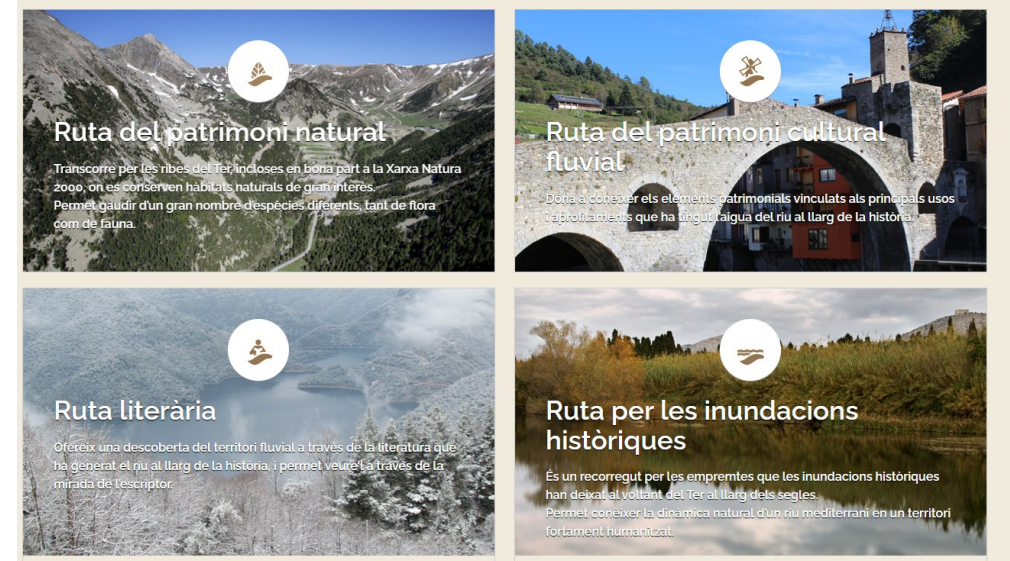 Ruta del patrimoni natural
Transcorre per les ribes del Ter, incloses en bona part a la Xarxa Natura
2000, on es conserven hàbitats naturals de gran interès.
Permet gaudir d'un gran nombre d'espècies diferents, tant de flora
com de fauna.
Ruta del patrimoni cultural
fluvial
Dóna a conèixer els elements patrimonials vinculats als principals usos
i aprofitaments que ha tingut l'aigua del riu al llarg de la història.
Ruta literària
Ofereix una descoberta del territori fluvial a través de la literatura que
ha generat el riu al llarg de la història, i permet veure'l a través de la
mirada de l'escriptor.
Ruta per les inundacions
històriques
És un recorregut per les empremtes que les inundacions històriques
han deixat al voltant del Ter al llarg dels segles.
Permet conèixer la dinàmica natural d'un riu mediterrani en un territori
fortament humanitzat.